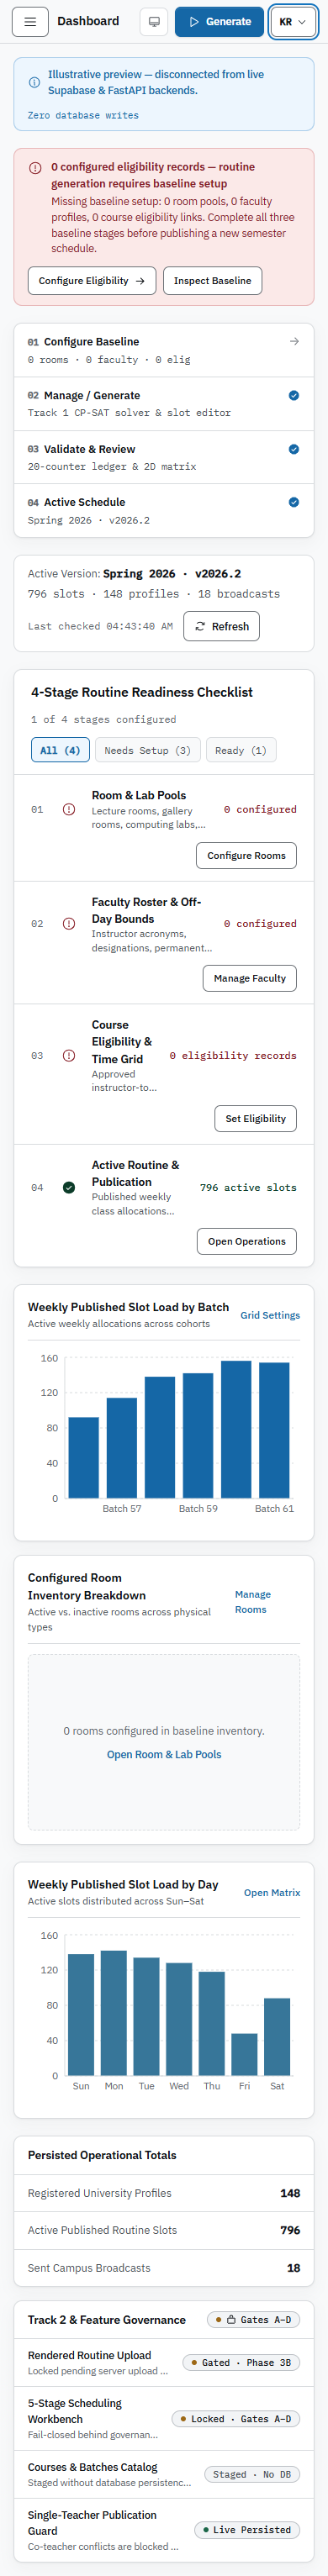 Dashboard
Generate
KR
Illustrative preview — disconnected from live
Supabase & FastAPI backends.
Zero database writes
0 configured eligibility records — routine
generation requires baseline setup
Missing baseline setup: 0 room pools, 0 faculty
profiles, 0 course eligibility links. Complete all three
baseline stages before publishing a new semester
schedule.
Configure Eligibility →
Inspect Baseline
01 Configure Baseline
0 rooms · 0 faculty · 0 elig
02 Manage / Generate
Track 1 CP-SAT solver & slot editor
03 Validate & Review
20-counter ledger & 2D matrix
04 Active Schedule
Spring 2026 · v2026.2
Active Version: Spring 2026 · v2026.2
796 slots · 148 profiles · 18 broadcasts
Last checked 04:43:40 AM
Refresh
4-Stage Routine Readiness Checklist
1 of 4 stages configured
All (4)
Needs Setup (3)
Ready (1)
01
Room & Lab Pools
Lecture rooms, gallery
rooms, computing labs,...
0 configured
Configure Rooms
02
Faculty Roster & Off-
Day Bounds
Instructor acronyms,
designations, permanent...
0 configured
Manage Faculty
03
Course
Eligibility &
Time Grid
Approved
instructor-to...
0 eligibility records
Set Eligibility
04
Active Routine &
Publication
Published weekly
class allocations...
796 active slots
Open Operations
Weekly Published Slot Load by Batch
Active weekly allocations across cohorts
Grid Settings
160
120
80
40
0
Batch 57
Batch 59
Batch 61
Configured Room
Inventory Breakdown
Active vs. inactive rooms across physical
types
Manage
Rooms
0 rooms configured in baseline inventory.
Open Room & Lab Pools
Weekly Published Slot Load by Day
Active slots distributed across Sun–Sat
Open Matrix
160
120
80
40
0
Sun
Mon
Tue
Wed
Thu
Fri
Sat
Persisted Operational Totals
Registered University Profiles
148
Active Published Routine Slots
796
Sent Campus Broadcasts
18
Track 2 & Feature Governance
Gates A–D
Rendered Routine Upload
Locked pending server upload ...
Gated · Phase 3B
5-Stage Scheduling
Workbench
Fail-closed behind governan...
Locked · Gates A–D
Courses & Batches Catalog
Staged without database persistenc...
Staged · No DB
Single-Teacher Publication
Guard
Co-teacher conflicts are blocked ...
Live Persisted